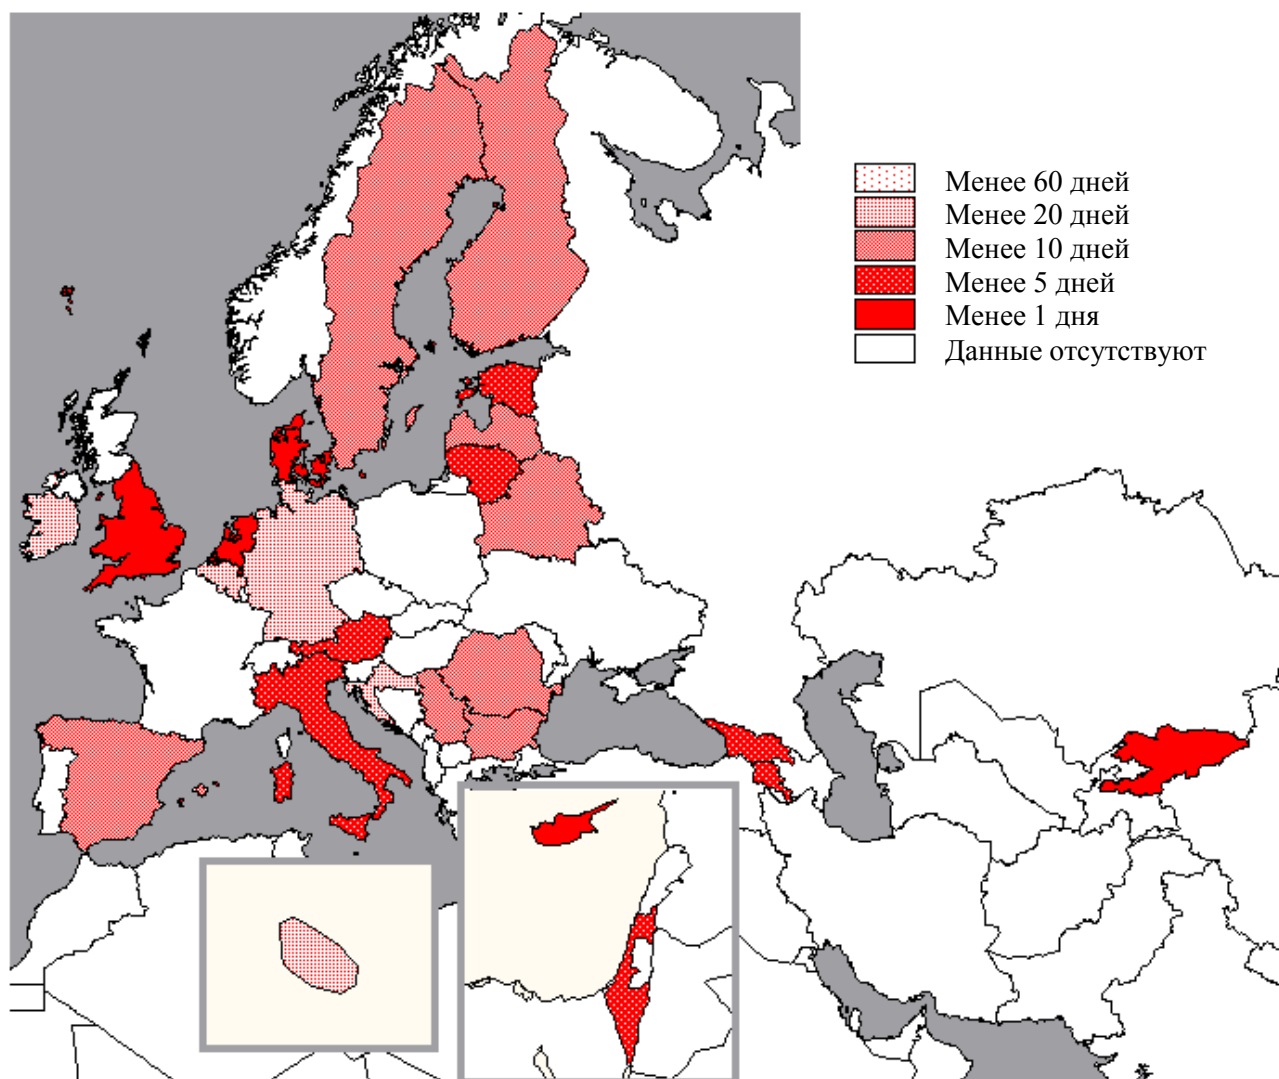 Менее 60 дней
Менее 20 дней
Менее 10 дней
Менее 5 дней
Менее 1 дня
Данные отсутствуют